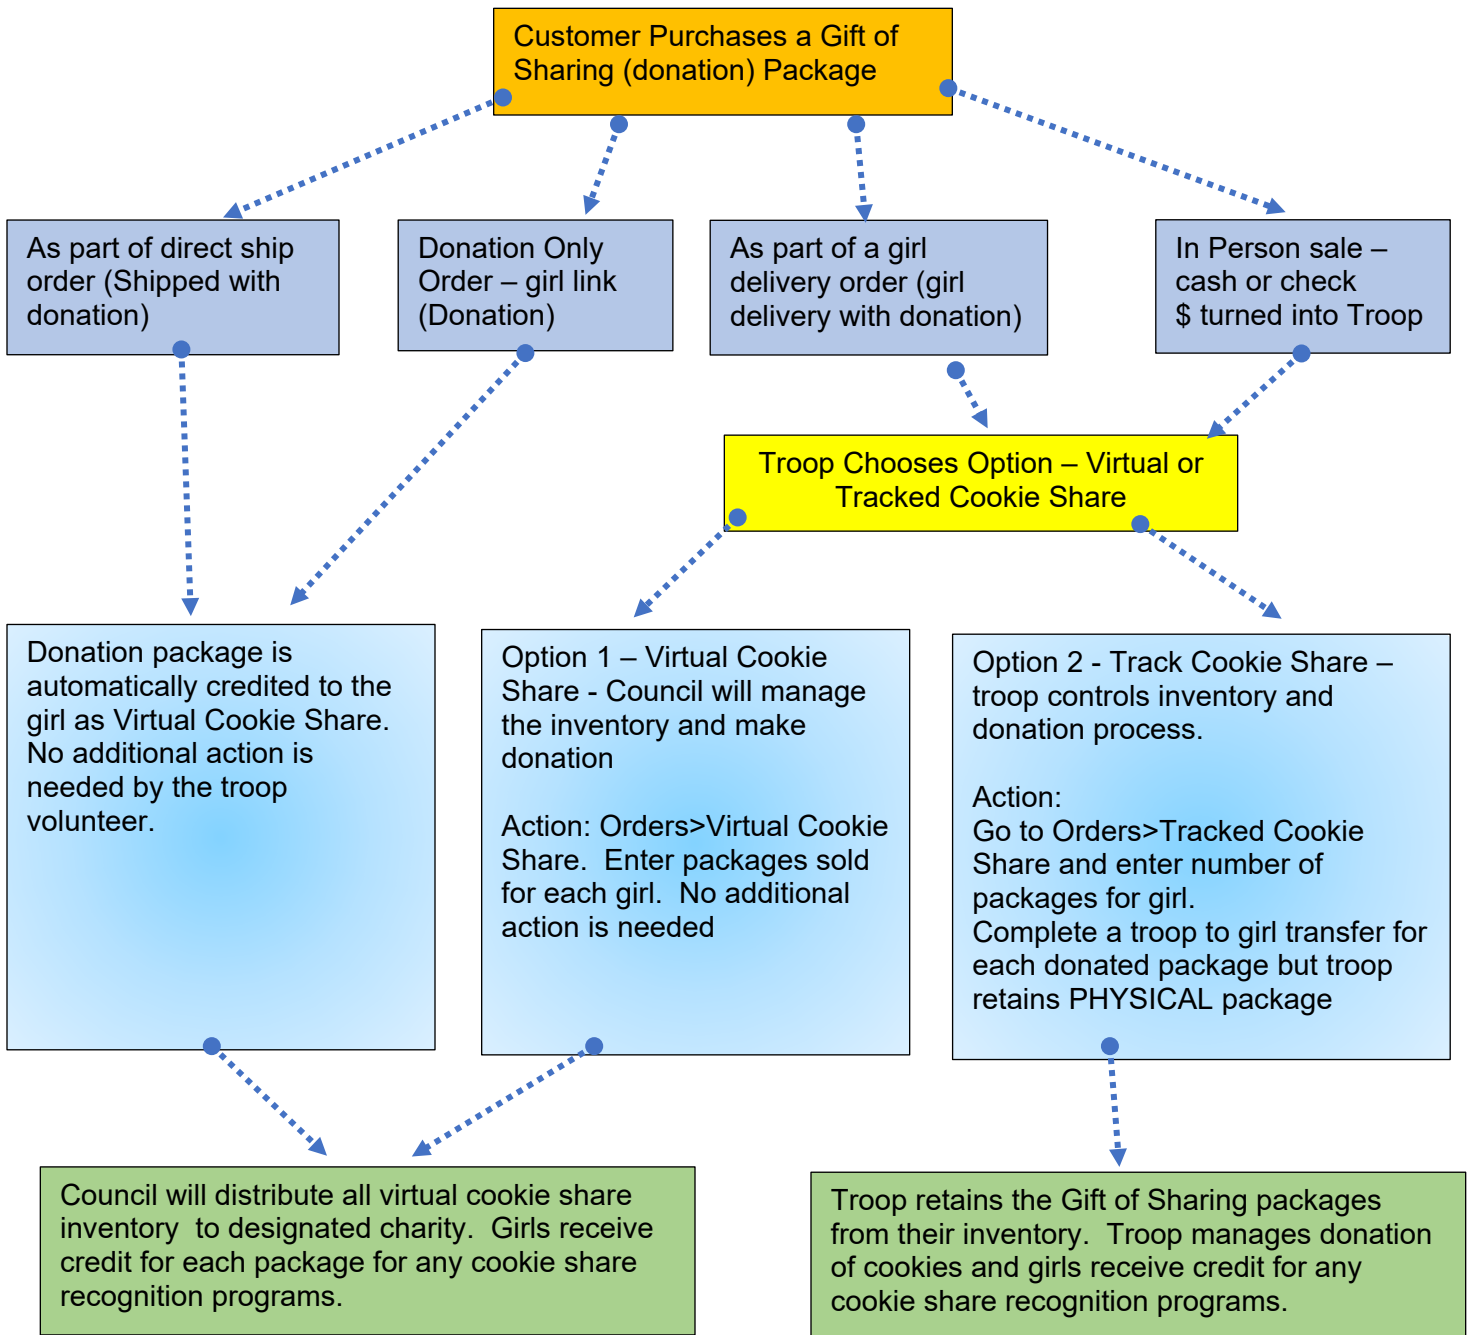 Customer Purchases a Gift of
Sharing (donation) Package
As part of direct ship
order (Shipped with
donation)
Donation Only
Order – girl link
(Donation)
As part of a girl
delivery order (girl
delivery with donation)
In Person sale –
cash or check
$ turned into Troop
Troop Chooses Option – Virtual or
Tracked Cookie Share
Donation package is
automatically credited to the
girl as Virtual Cookie Share.
No additional action is
needed by the troop
volunteer.
Option 1 – Virtual Cookie
Share - Council will manage
the inventory and make
donation
Action: Orders>Virtual Cookie
Share.  Enter packages sold
for each girl.  No additional
action is needed
Option 2 - Track Cookie Share –
troop controls inventory and
donation process.
Action:
Go to Orders>Tracked Cookie
Share and enter number of
packages for girl.
Complete a troop to girl transfer for
each donated package but troop
retains PHYSICAL package
Council will distribute all virtual cookie share
inventory  to designated charity.  Girls receive
credit for each package for any cookie share
recognition programs.
Troop retains the Gift of Sharing packages
from their inventory.  Troop manages donation
of cookies and girls receive credit for any
cookie share recognition programs.